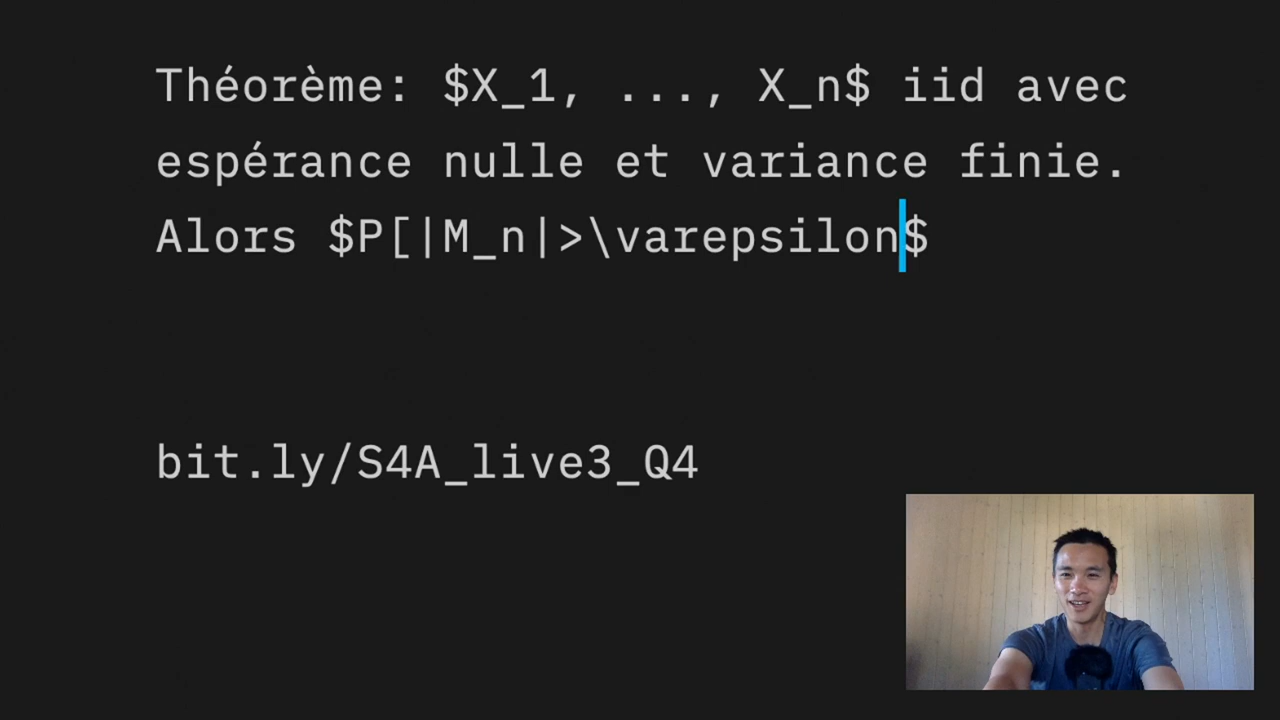 Théorème: $X_1, ..., X_n$ iid avec
espérance nulle et variance finie.
Alors $P[|M_n|>\varepsilon$
bit.ly/S4A_live3_Q4